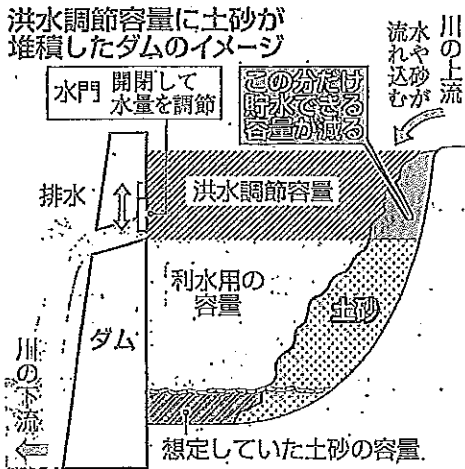 洪水調節容量に土砂が
堆積したダムのイメージ
水門
開閉して
水量を調節
この分だけ
貯水できる
容量が減る
川の上流
水や砂が
流れ込む
排水
洪水調節容量
利水用の
容量
土砂
ダム
川の下流
想定していた土砂の容量